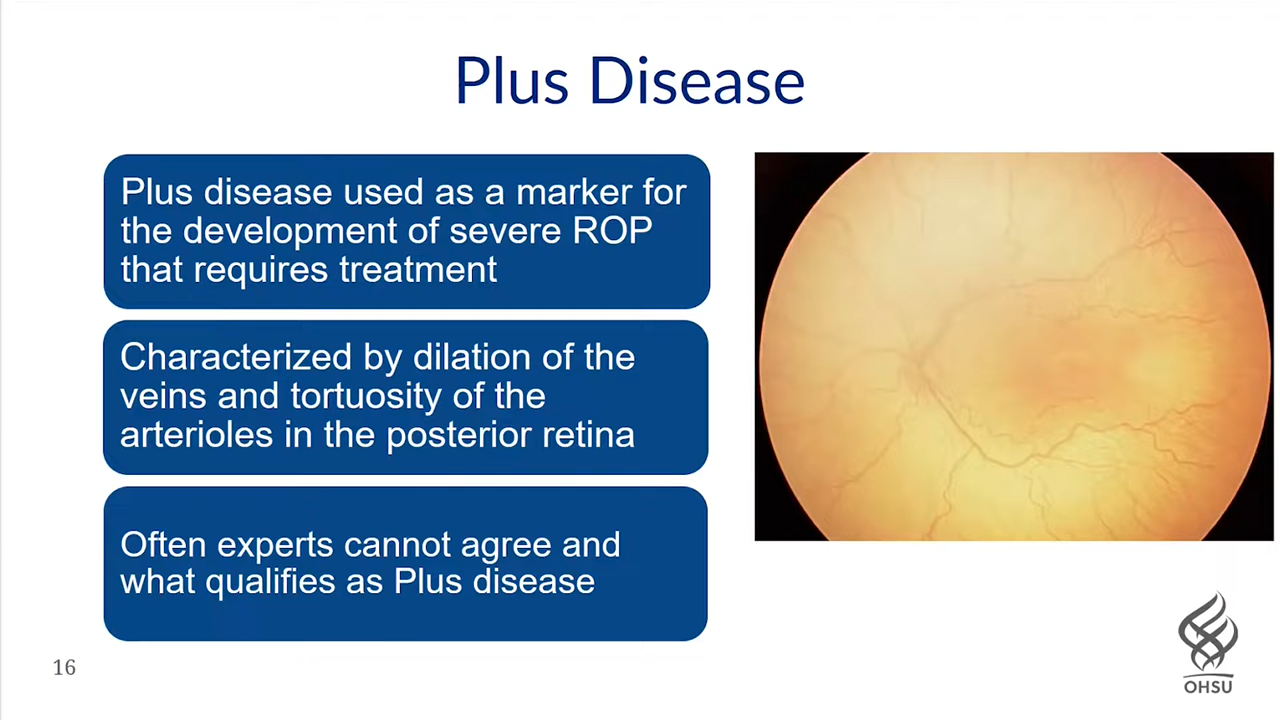 Plus Disease
Plus disease used as a marker for
the development of severe ROP
that requires treatment
Characterized by dilation of the
veins and tortuosity of the
arterioles in the posterior retina
Often experts cannot agree and
what qualifies as Plus disease
16
OHSU